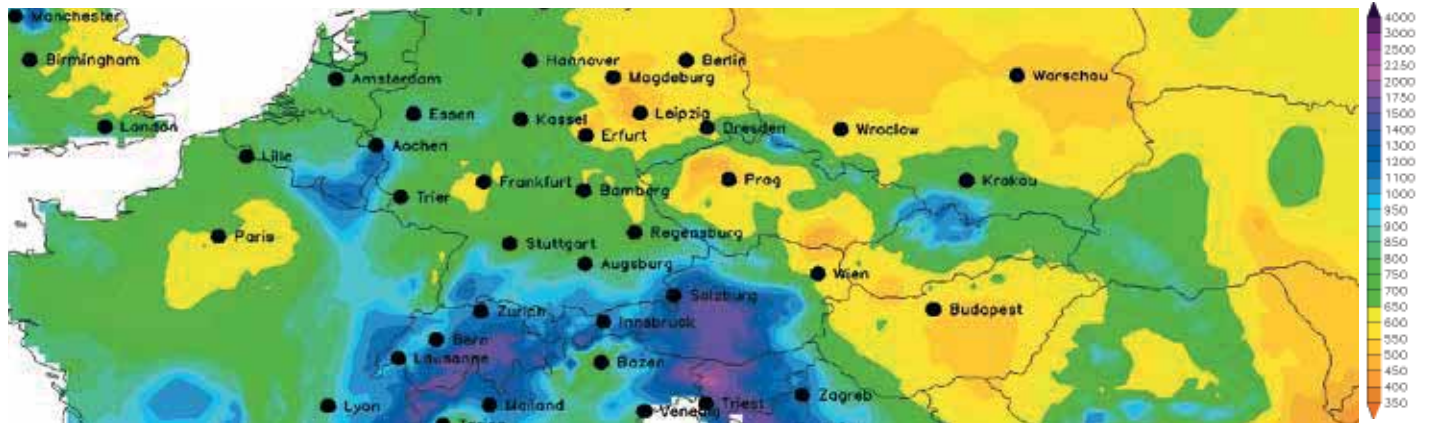 Manchester
Birmingham
Hannover
Berlin
Amsterdam
Magdeburg
Warschau
Essen
Kassel
Leipzig
London
Erfurt
Dresden
Wroclaw
Aachen
Lille
Frankfurt
Prag
Krakau
Trier
Bamberg
Paris
Stuttgart
Regensburg
Augsburg
Wien
Salzburg
Zurich
Innsbruck
Budapest
Bern
Lausanne
Bozen
Lyon
Mailand
Venedig
Triest
Zagreb
4000
3000
2500
2250
2000
1750
1500
1400
1300
1200
1100
1000
950
900
850
800
750
700
650
600
550
500
450
400
350